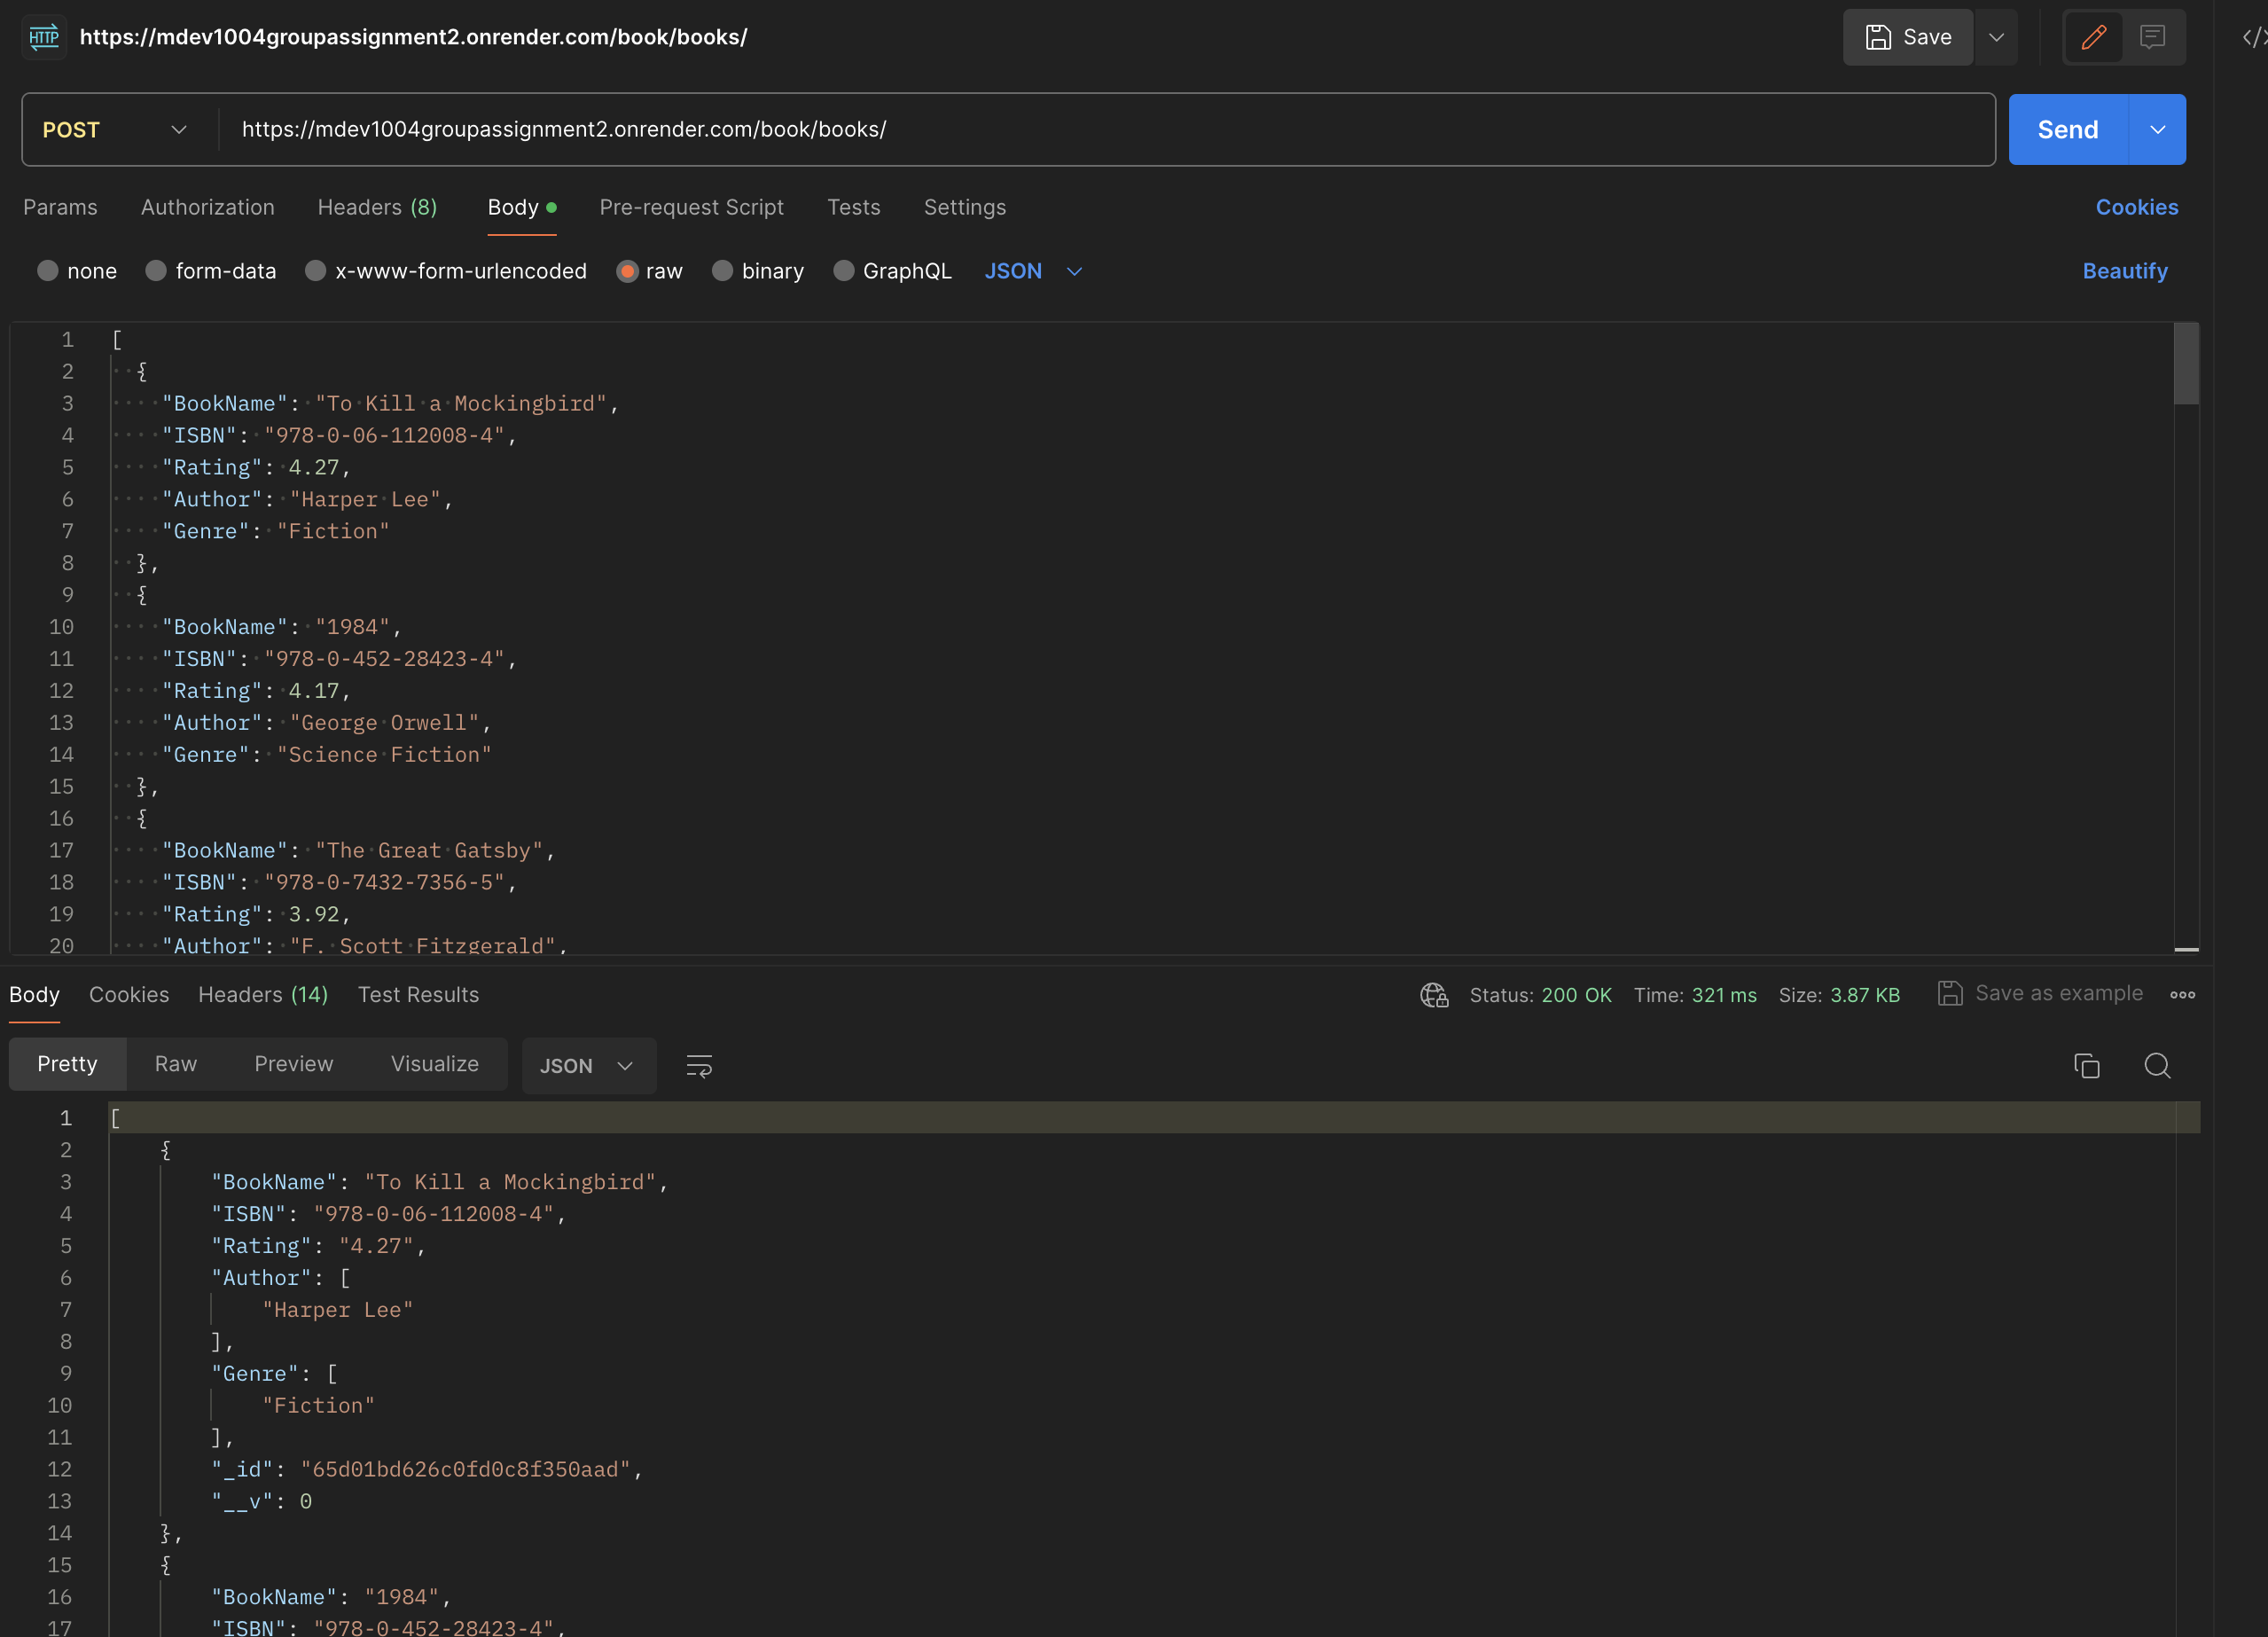 HTTP https://mdev1004groupassignment2.onrender.com/book/books/ Save
POST https://mdev1004groupassignment2.onrender.com/book/books/ Send
Params Authorization Headers (8) Body Pre-request Script Tests Settings Cookies
none form-data x-www-form-urlencoded raw binary GraphQL JSON Beautify
1 [
2 {
3 "BookName": "To Kill a Mockingbird",
4 "ISBN": "978-0-06-112008-4",
5 "Rating": 4.27,
6 "Author": "Harper Lee",
7 "Genre": "Fiction"
8 },
9 {
10 "BookName": "1984",
11 "ISBN": "978-0-452-28423-4",
12 "Rating": 4.17,
13 "Author": "George Orwell",
14 "Genre": "Science Fiction"
15 },
16 {
17 "BookName": "The Great Gatsby",
18 "ISBN": "978-0-7432-7356-5",
19 "Rating": 3.92,
20 "Author": "F. Scott Fitzgerald",
Body Cookies Headers (14) Test Results Status: 200 OK Time: 321 ms Size: 3.87 KB Save as example
Pretty Raw Preview Visualize JSON
1 [
2 {
3 "BookName": "To Kill a Mockingbird",
4 "ISBN": "978-0-06-112008-4",
5 "Rating": "4.27",
6 "Author": [
7 "Harper Lee"
8 ],
9 "Genre": [
10 "Fiction"
11 ],
12 "_id": "65d01bd626c0fd0c8f350aad",
13 "__v": 0
14 },
15 {
16 "BookName": "1984",
17 "ISBN": "978-0-452-28423-4",